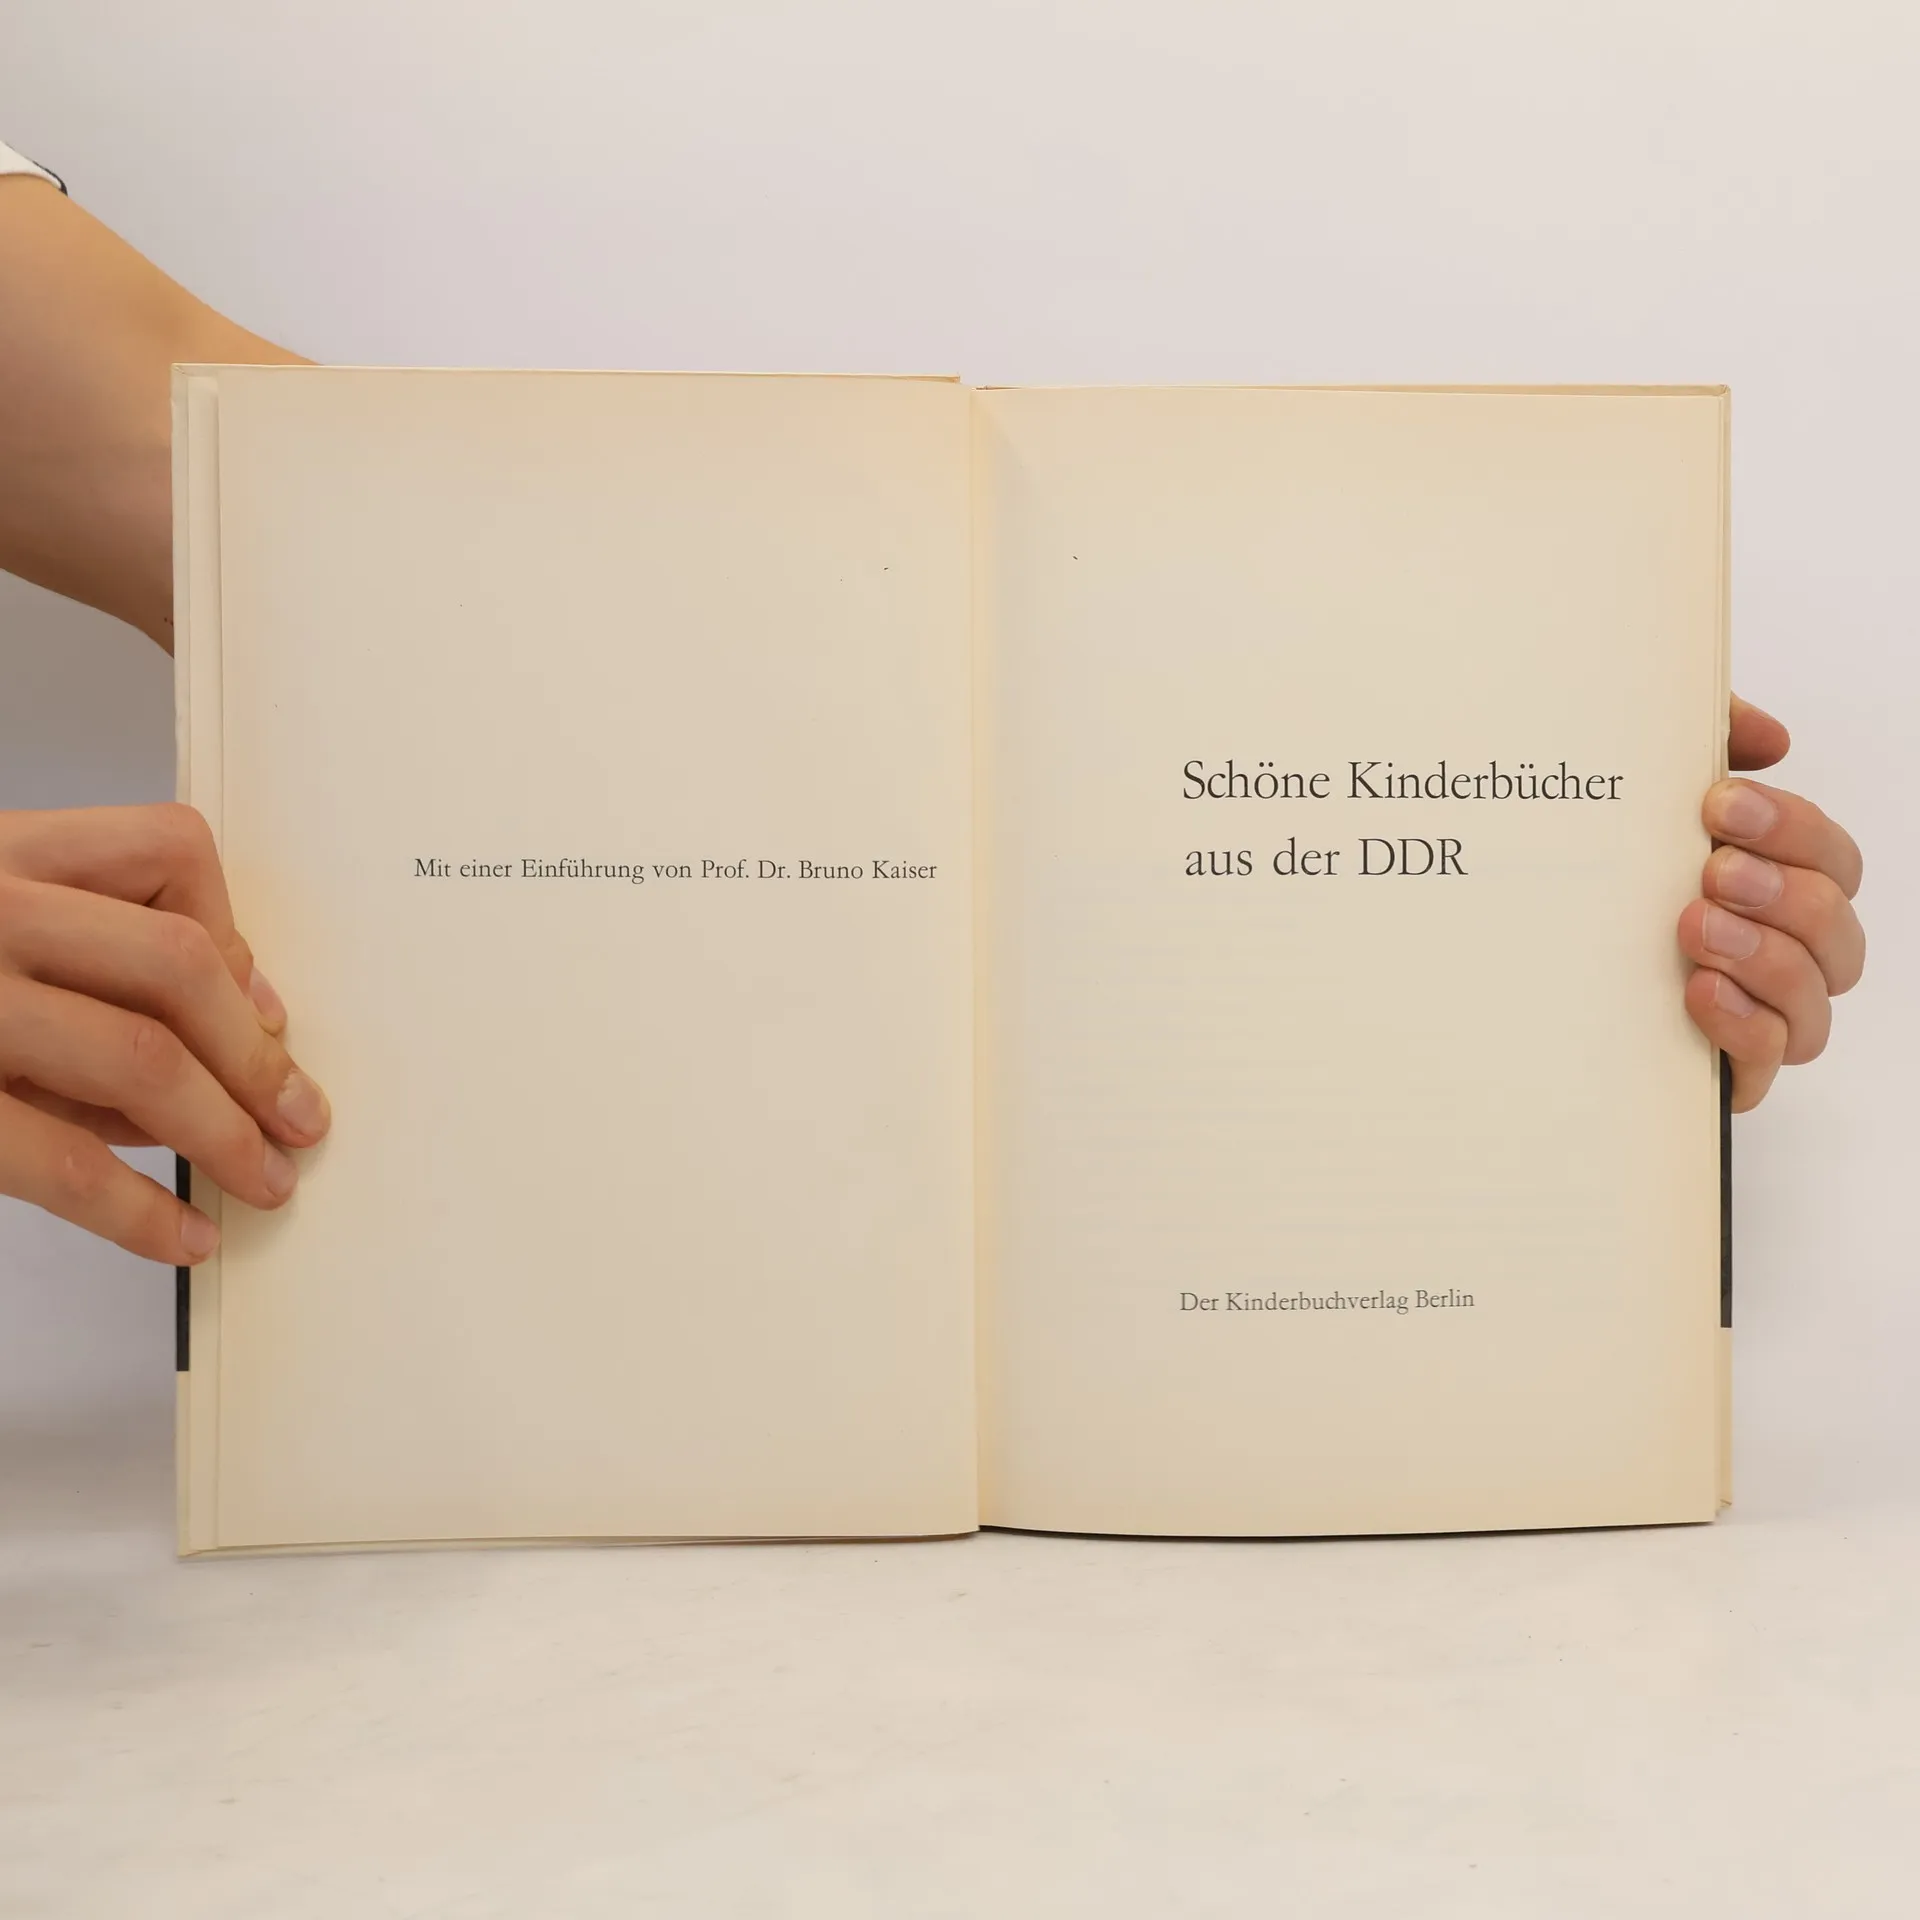 Mit einer Einführung von Prof. Dr. Bruno Kaiser
Schöne Kinderbücher
aus der DDR
Der Kinderbuchverlag Berlin